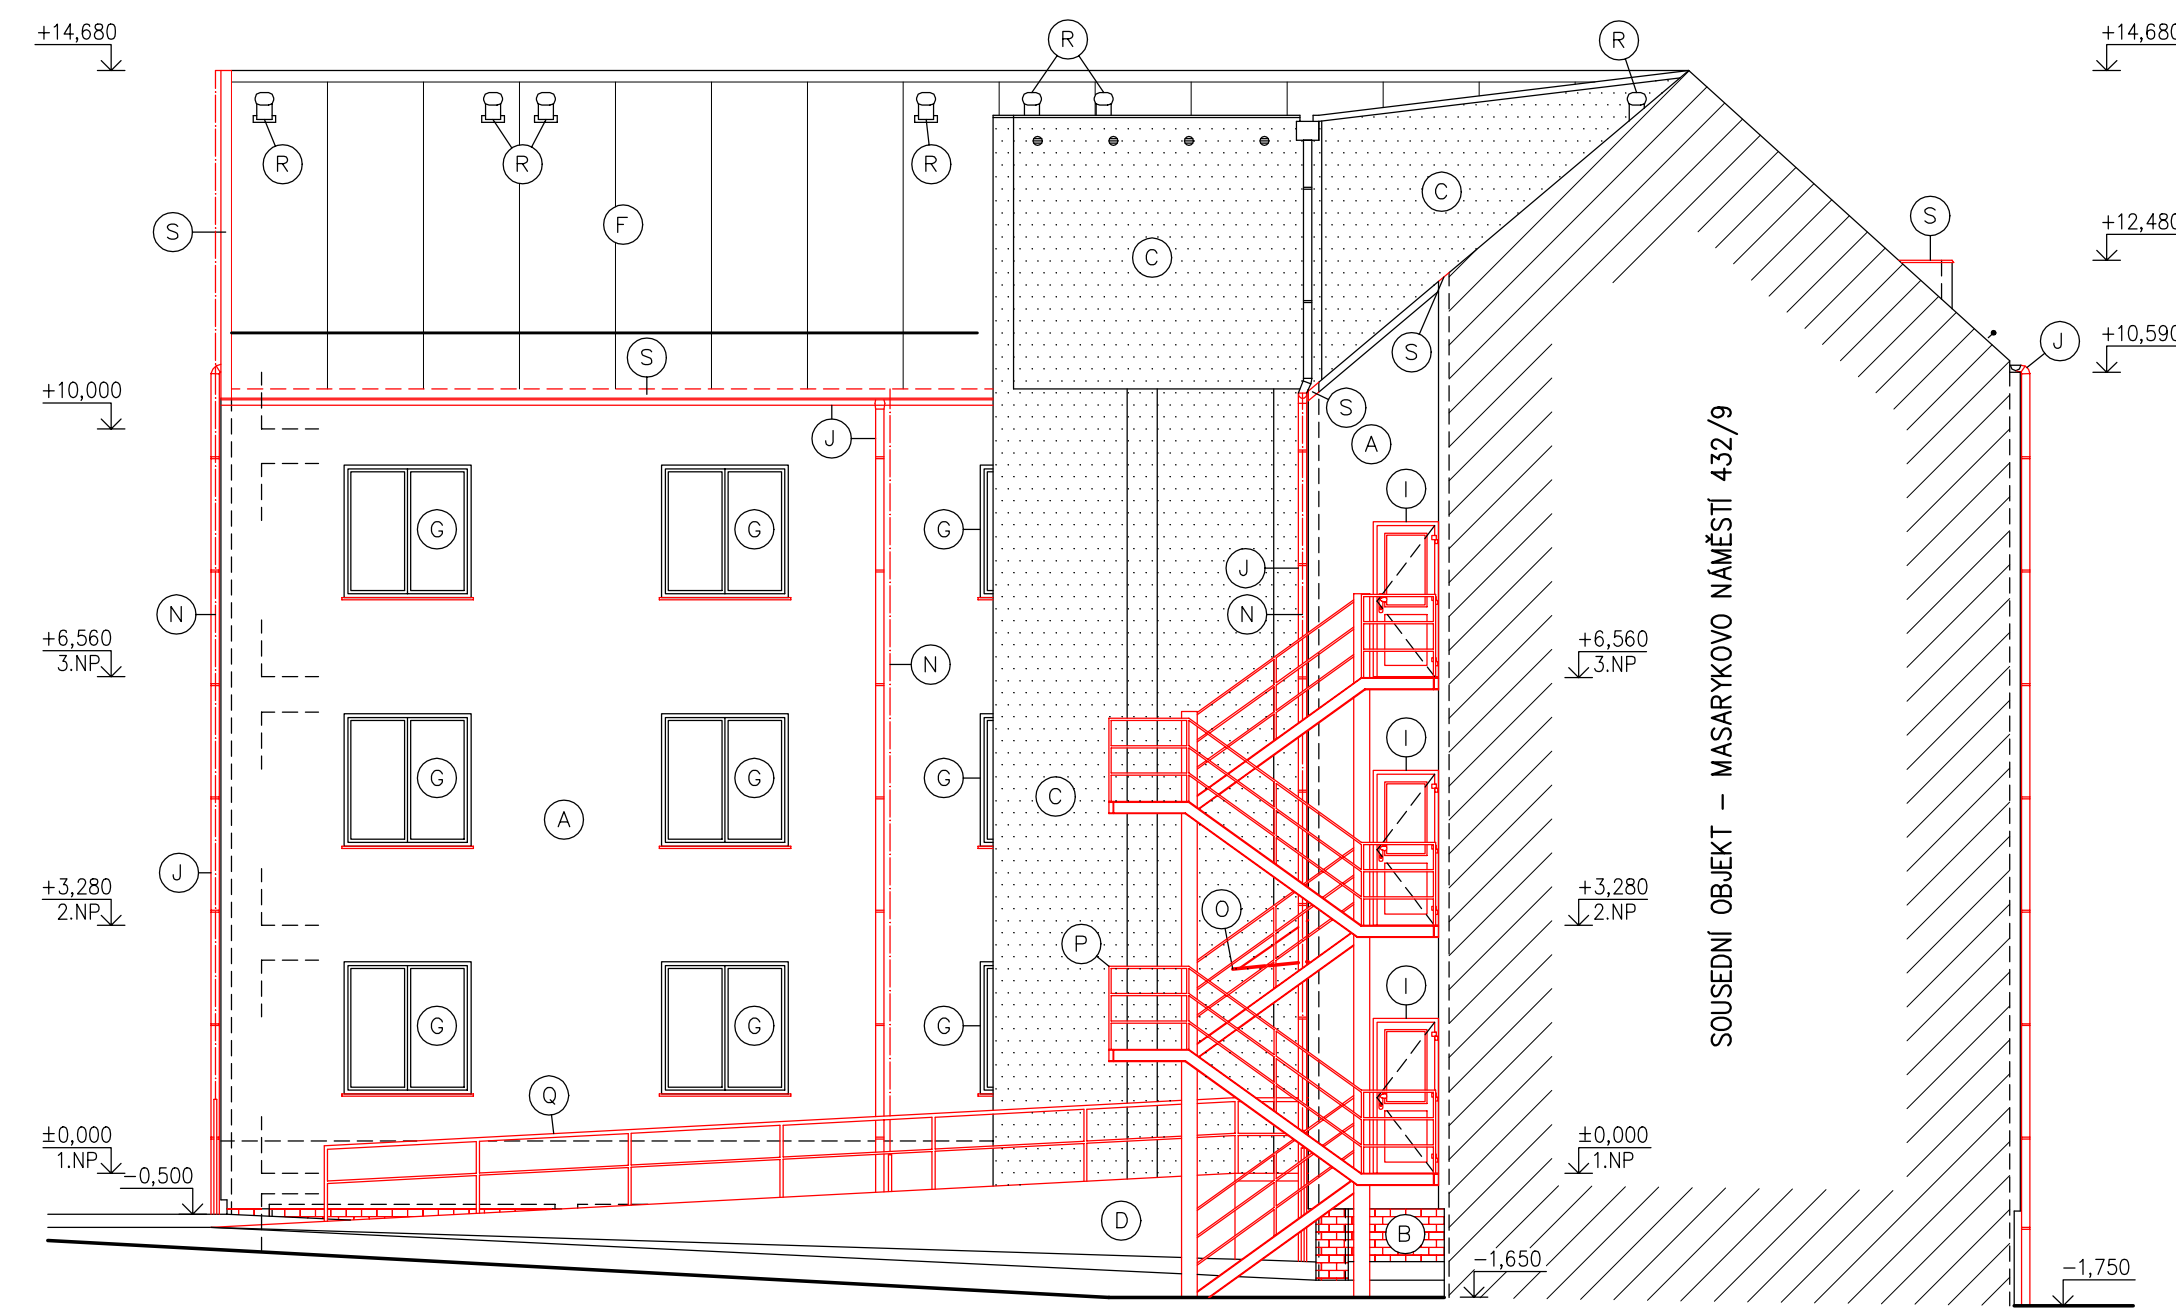 +14,680
R
R
+14,680
R
R
R
C
S
F
S
+12,480
C
J
+10,590
S
S
+10,000
S
J
A
SOUSEDNÍ OBJEKT – MASARYKOVO NÁMĚSTÍ 432/9
I
G
G
G
J
N
N
+6,560
3.NP
N
+6,560
3.NP
I
G
G
G
C
A
J
+3,280
2.NP
O
+3,280
2.NP
P
I
G
G
G
Q
±0,000
1.NP
±0,000
1.NP
−0,500
D
B
−1,650
−1,750